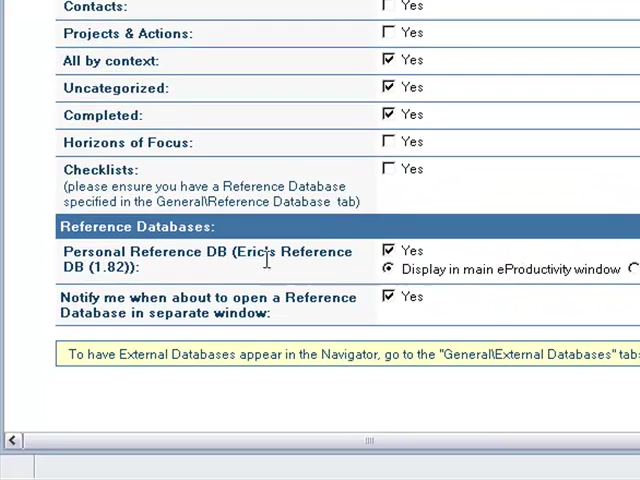 Contacts: Yes
Projects & Actions: Yes
All by context: Yes
Uncategorized: Yes
Completed: Yes
Horizons of Focus: Yes
Checklists: Yes
(please ensure you have a Reference Database
specified in the General\Reference Database tab)
Reference Databases:
Personal Reference DB (Eric's Reference Yes
DB (1.82)): Display in main eProductivity window
Notify me when about to open a Reference Yes
Database in separate window:
To have External Databases appear in the Navigator, go to the "General\External Databases" tab